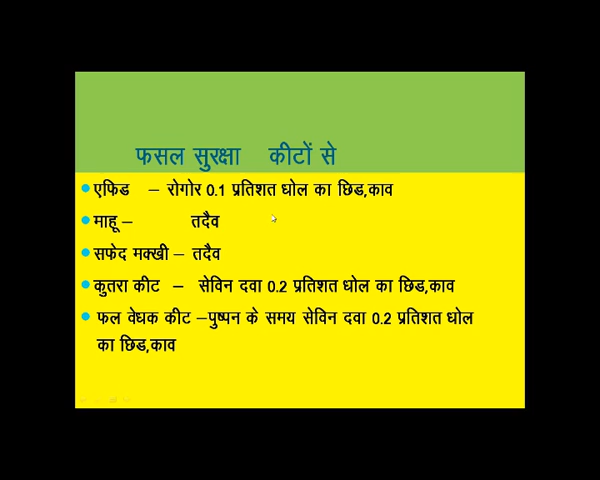 फसल सुरक्षा कीटों से
एफिड – रोगोर 0.1 प्रतिशत घोल का छिड,काव
माहू – तदैव
सफेद मक्खी – तदैव
कुतरा कीट – सेविन दवा 0.2 प्रतिशत घोल का छिड,काव
फल वेधक कीट –पुष्पन के समय सेविन दवा 0.2 प्रतिशत घोल
का छिड,काव